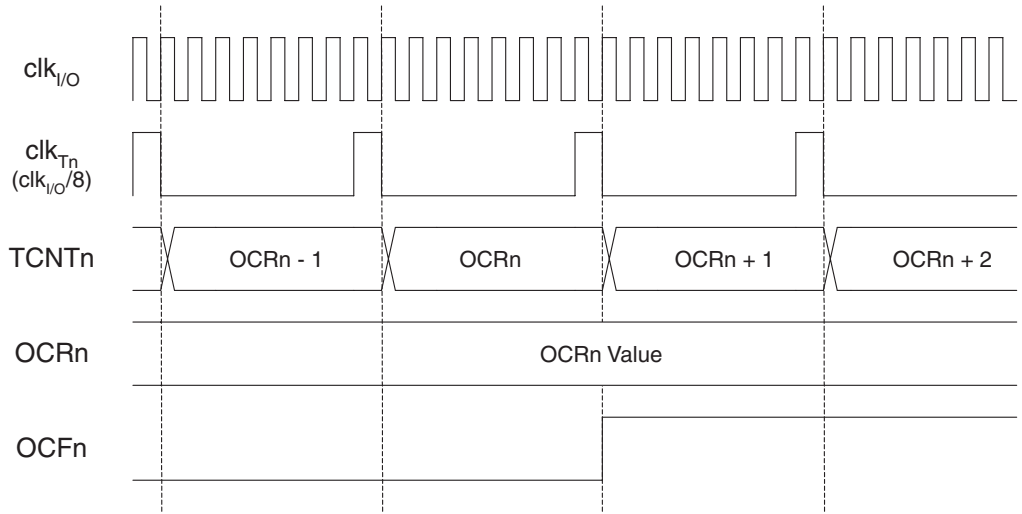 clkI/O
clkTn
(clkI/O/8)
TCNTn
OCRn - 1
OCRn
OCRn + 1
OCRn + 2
OCRn
OCRn Value
OCFn